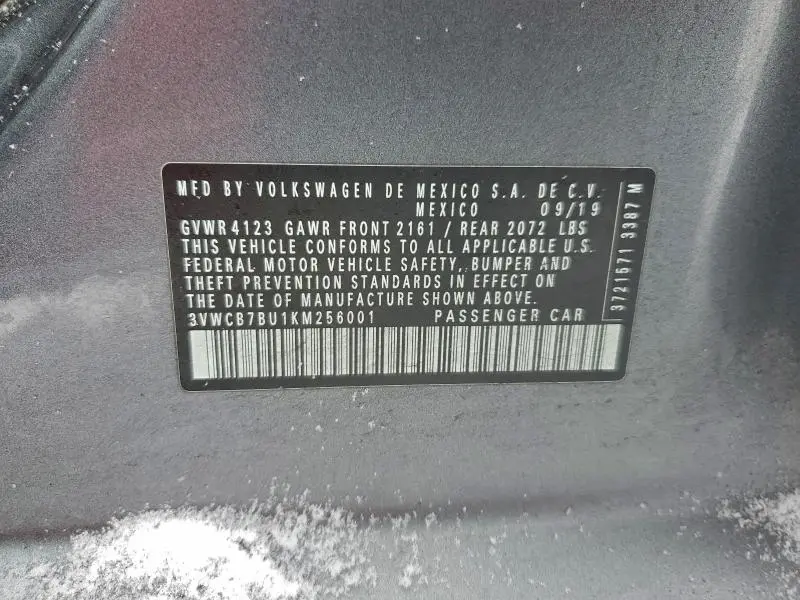 MFD BY VOLKSWAGEN DE MEXICO S.A. DE C.V.
MEXICO 09/19
GVWR 4123 GAWR FRONT 2161 / REAR 2072 LBS
THIS VEHICLE CONFORMS TO ALL APPLICABLE U.S.
FEDERAL MOTOR VEHICLE SAFETY, BUMPER AND
THEFT PREVENTION STANDARDS IN EFFECT ON
THE DATE OF MANUFACTURE SHOWN ABOVE.
3VWCB7BU1KM256001 PASSENGER CAR
3721571 3387 M